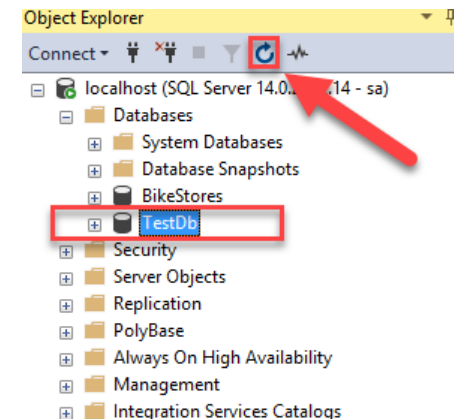 Object Explorer
Connect
localhost (SQL Server 14.0. .14 - sa)
Databases
System Databases
Database Snapshots
BikeStores
TestDb
Security
Server Objects
Replication
PolyBase
Always On High Availability
Management
Integration Services Catalogs